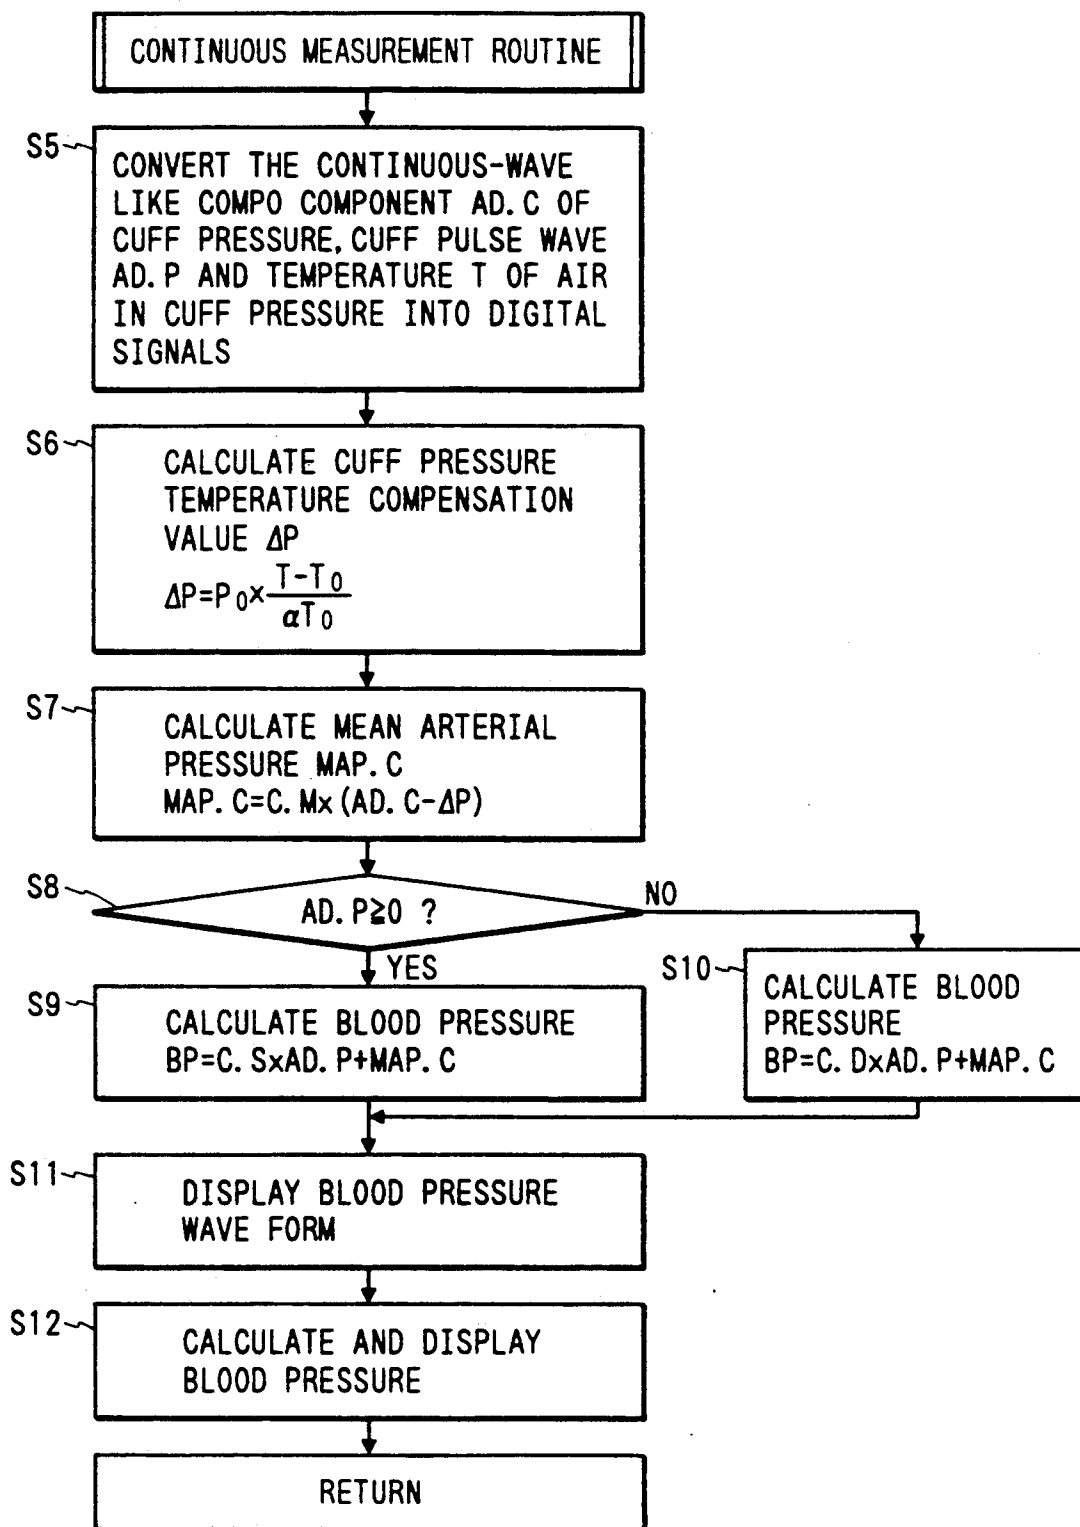 CONTINUOUS MEASUREMENT ROUTINE
S5
CONVERT THE CONTINUOUS-WAVE
LIKE COMPO COMPONENT AD.C OF
CUFF PRESSURE.CUFF PULSE WAVE
AD.P AND TEMPERATURE T OF AIR
IN CUFF PRESSURE INTO DIGITAL
SIGNALS
S6
CALCULATE CUFF PRESSURE
TEMPERATURE COMPENSATION
VALUE ΔP
ΔP=P0×(T-T0)/(αT0)
S7
CALCULATE MEAN ARTERIAL
PRESSURE MAP.C
MAP.C=C.M×(AD.C-ΔP)
S8
AD.P≧0 ?
NO
YES
S9
CALCULATE BLOOD PRESSURE
BP=C.S×AD.P+MAP.C
S10
CALCULATE BLOOD
PRESSURE
BP=C.D×AD.P+MAP.C
S11
DISPLAY BLOOD PRESSURE
WAVE FORM
S12
CALCULATE AND DISPLAY
BLOOD PRESSURE
RETURN